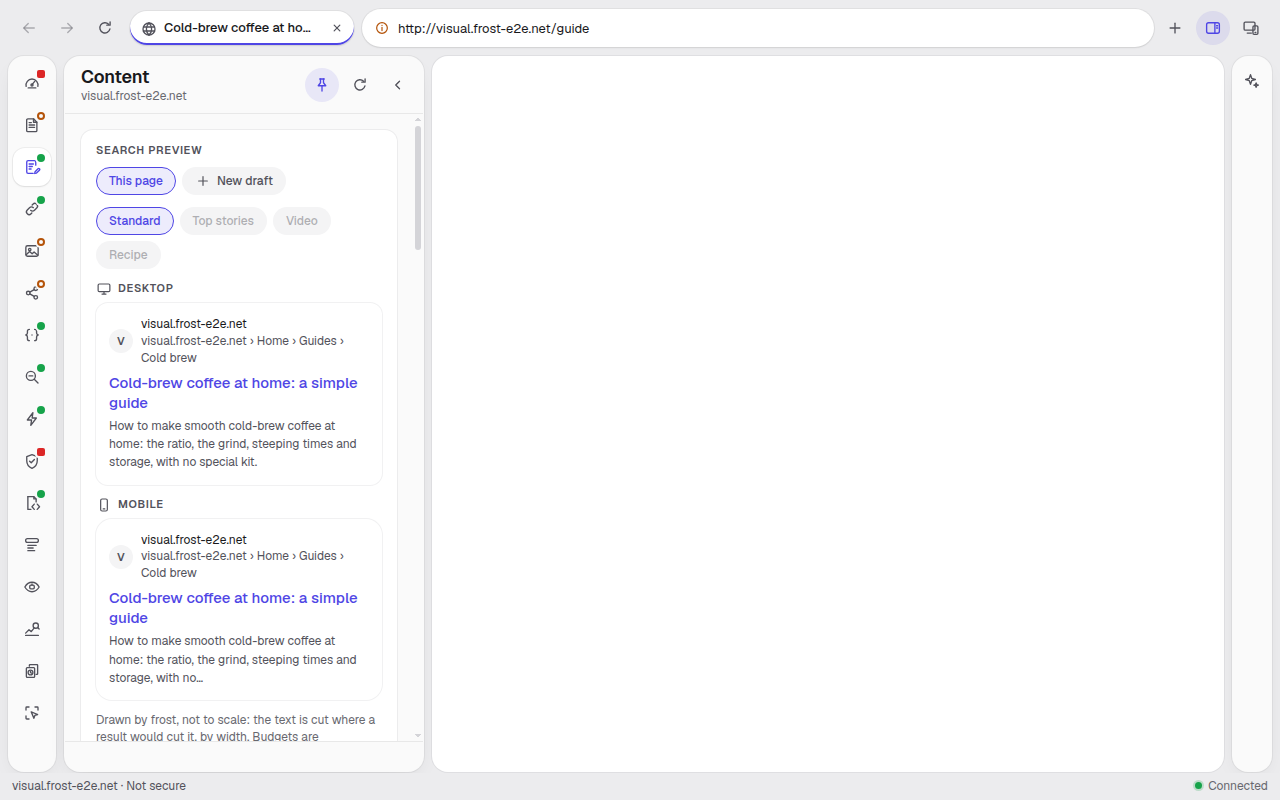 Cold-brew coffee at ho...
http://visual.frost-e2e.net/guide
Content
visual.frost-e2e.net
SEARCH PREVIEW
This page
New draft
Standard
Top stories
Video
Recipe
DESKTOP
V
visual.frost-e2e.net
visual.frost-e2e.net › Home › Guides ›
Cold brew
Cold-brew coffee at home: a simple
guide
How to make smooth cold-brew coffee at
home: the ratio, the grind, steeping times and
storage, with no special kit.
MOBILE
V
visual.frost-e2e.net
visual.frost-e2e.net › Home › Guides ›
Cold brew
Cold-brew coffee at home: a simple
guide
How to make smooth cold-brew coffee at
home: the ratio, the grind, steeping times and
storage, with no...
Drawn by frost, not to scale: the text is cut where a
result would cut it, by width. Budgets are
visual.frost-e2e.net · Not secure
Connected